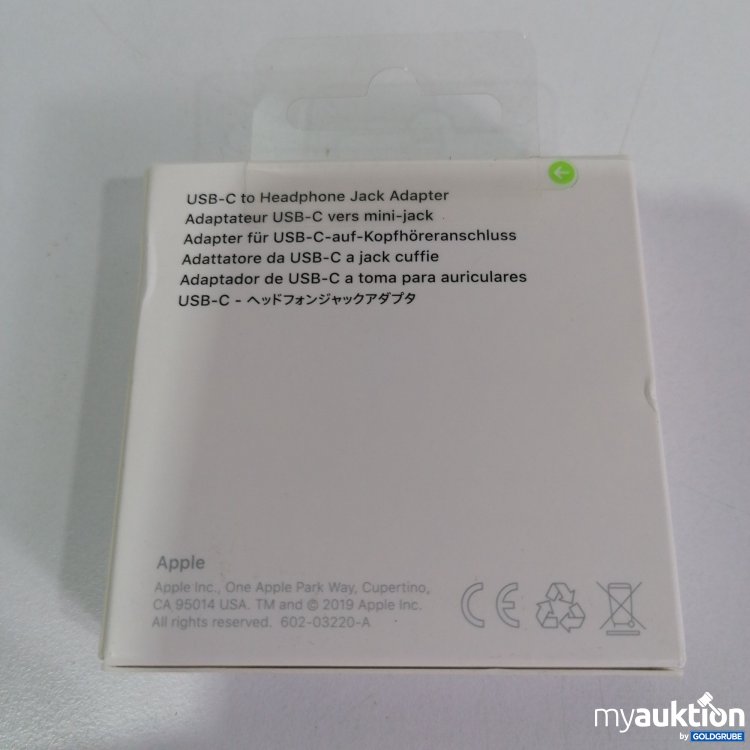 USB-C to Headphone Jack Adapter
Adaptateur USB-C vers mini-jack
Adapter für USB-C-auf-Kopfhöreranschluss
Adattatore da USB-C a jack cuffie
Adaptador de USB-C a toma para auriculares
USB-C - ヘッドフォンジャックアダプタ
Apple
Apple Inc., One Apple Park Way, Cupertino,
CA 95014 USA. TM and © 2019 Apple Inc.
All rights reserved. 602-03220-A
CE
myauktion
by GOLDGRUBE